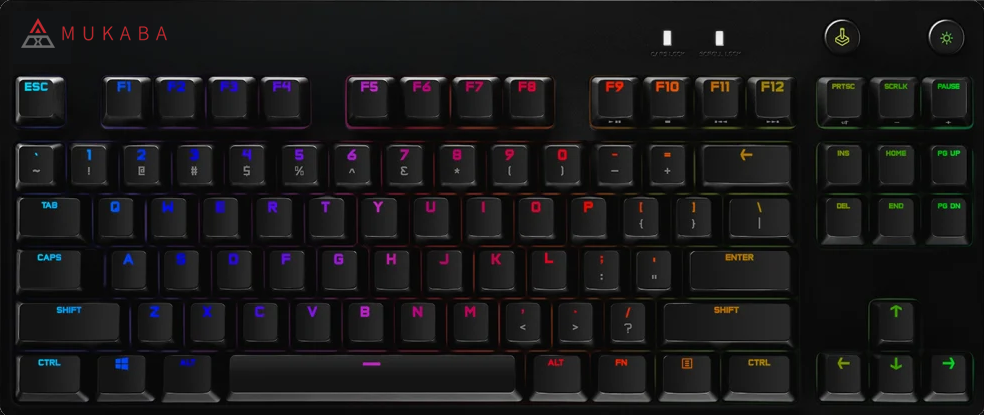 MUKABA
ESC F1 F2 F3 F4 F5 F6 F7 F8 F9 F10 F11 F12 PRTSC SCRLK PAUSE
` 1 2 3 4 5 6 7 8 9 0 - = ← INS HOME PG UP
~ ! @ # $ % ^ & * ( ) _ +
TAB Q W E R T Y U I O P [ ] \ DEL END PG DN
{ } |
CAPS A S D F G H J K L ; ' ENTER
: "
SHIFT Z X C V B N M , . / SHIFT ↑
< > ?
CTRL ALT ALT FN CTRL ← ↓ →